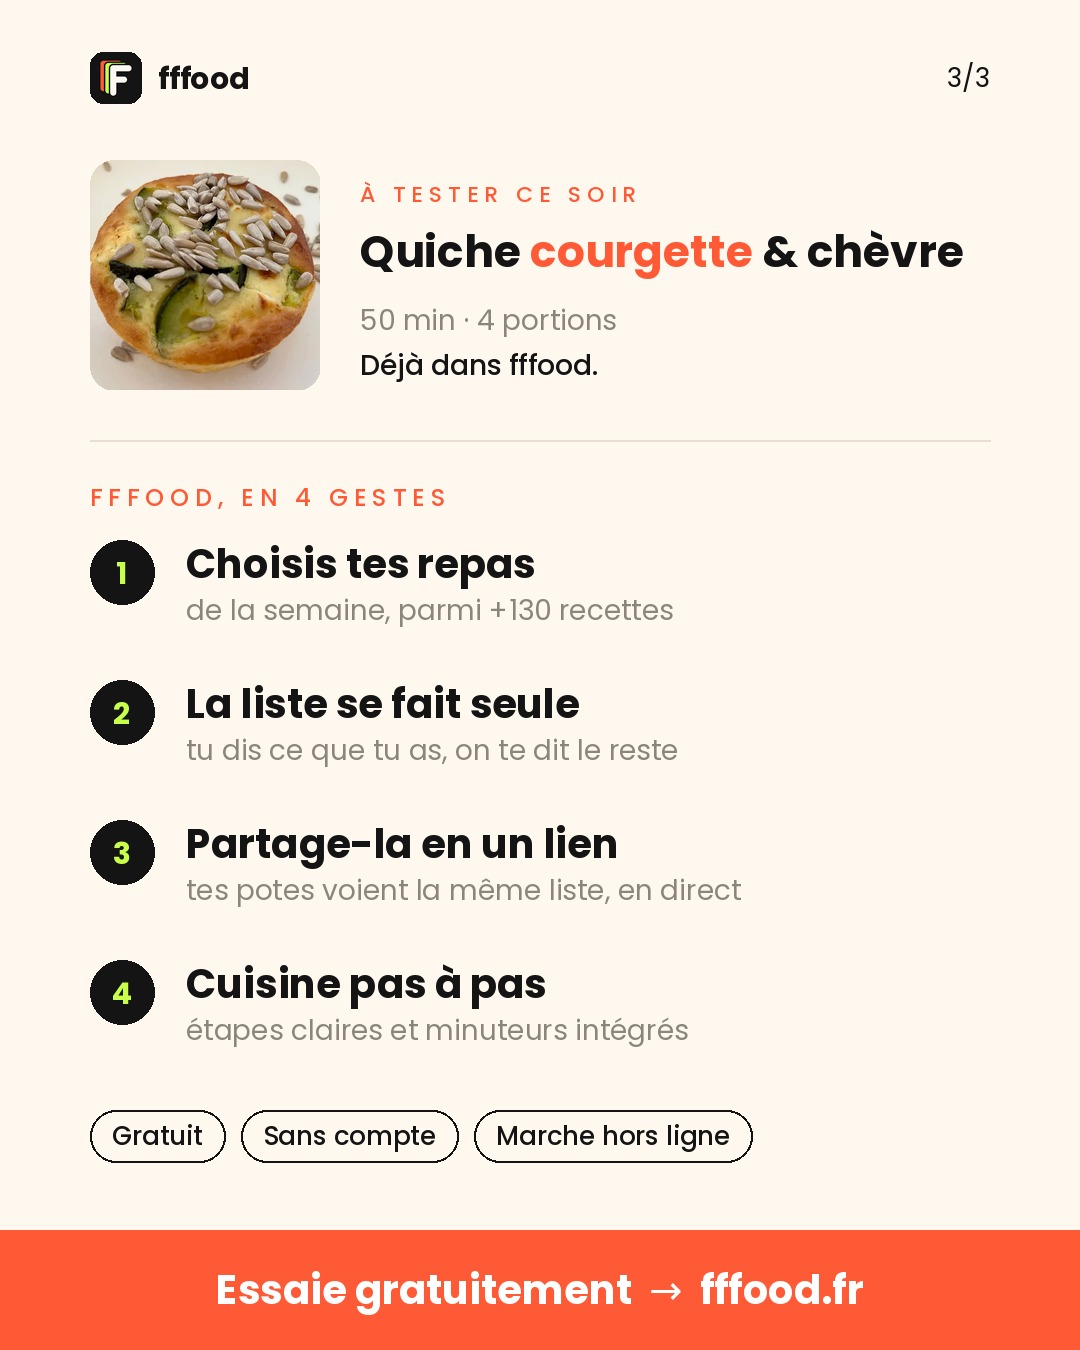 F fffood
3/3
À TESTER CE SOIR
Quiche courgette & chèvre
50 min · 4 portions
Déjà dans fffood.
FFFOOD, EN 4 GESTES
1 Choisis tes repas
de la semaine, parmi +130 recettes
2 La liste se fait seule
tu dis ce que tu as, on te dit le reste
3 Partage-la en un lien
tes potes voient la même liste, en direct
4 Cuisine pas à pas
étapes claires et minuteurs intégrés
Gratuit Sans compte Marche hors ligne
Essaie gratuitement → fffood.fr